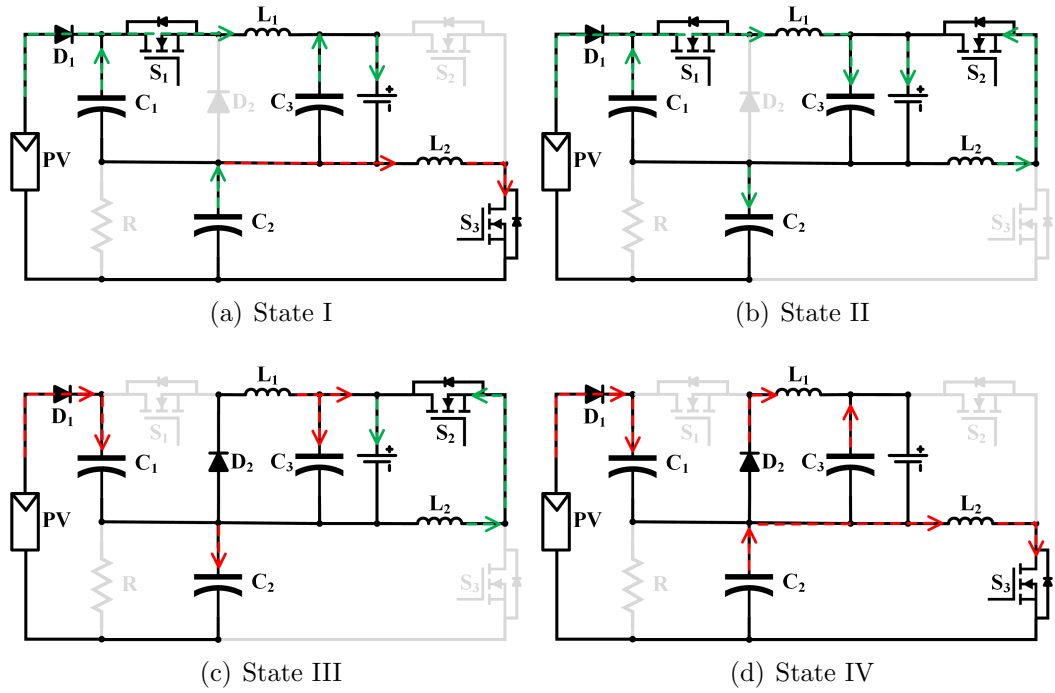 L₁
D₁
S₁
S₂
C₁
D₂
C₃
+
-
L₂
PV
R
C₂
S₃
(a) State I
L₁
D₁
S₁
S₂
C₁
D₂
C₃
+
-
L₂
PV
R
C₂
S₃
(b) State II
L₁
D₁
S₁
S₂
C₁
D₂
C₃
+
-
L₂
PV
R
C₂
S₃
(c) State III
L₁
D₁
S₁
S₂
C₁
D₂
C₃
+
-
L₂
PV
R
C₂
S₃
(d) State IV